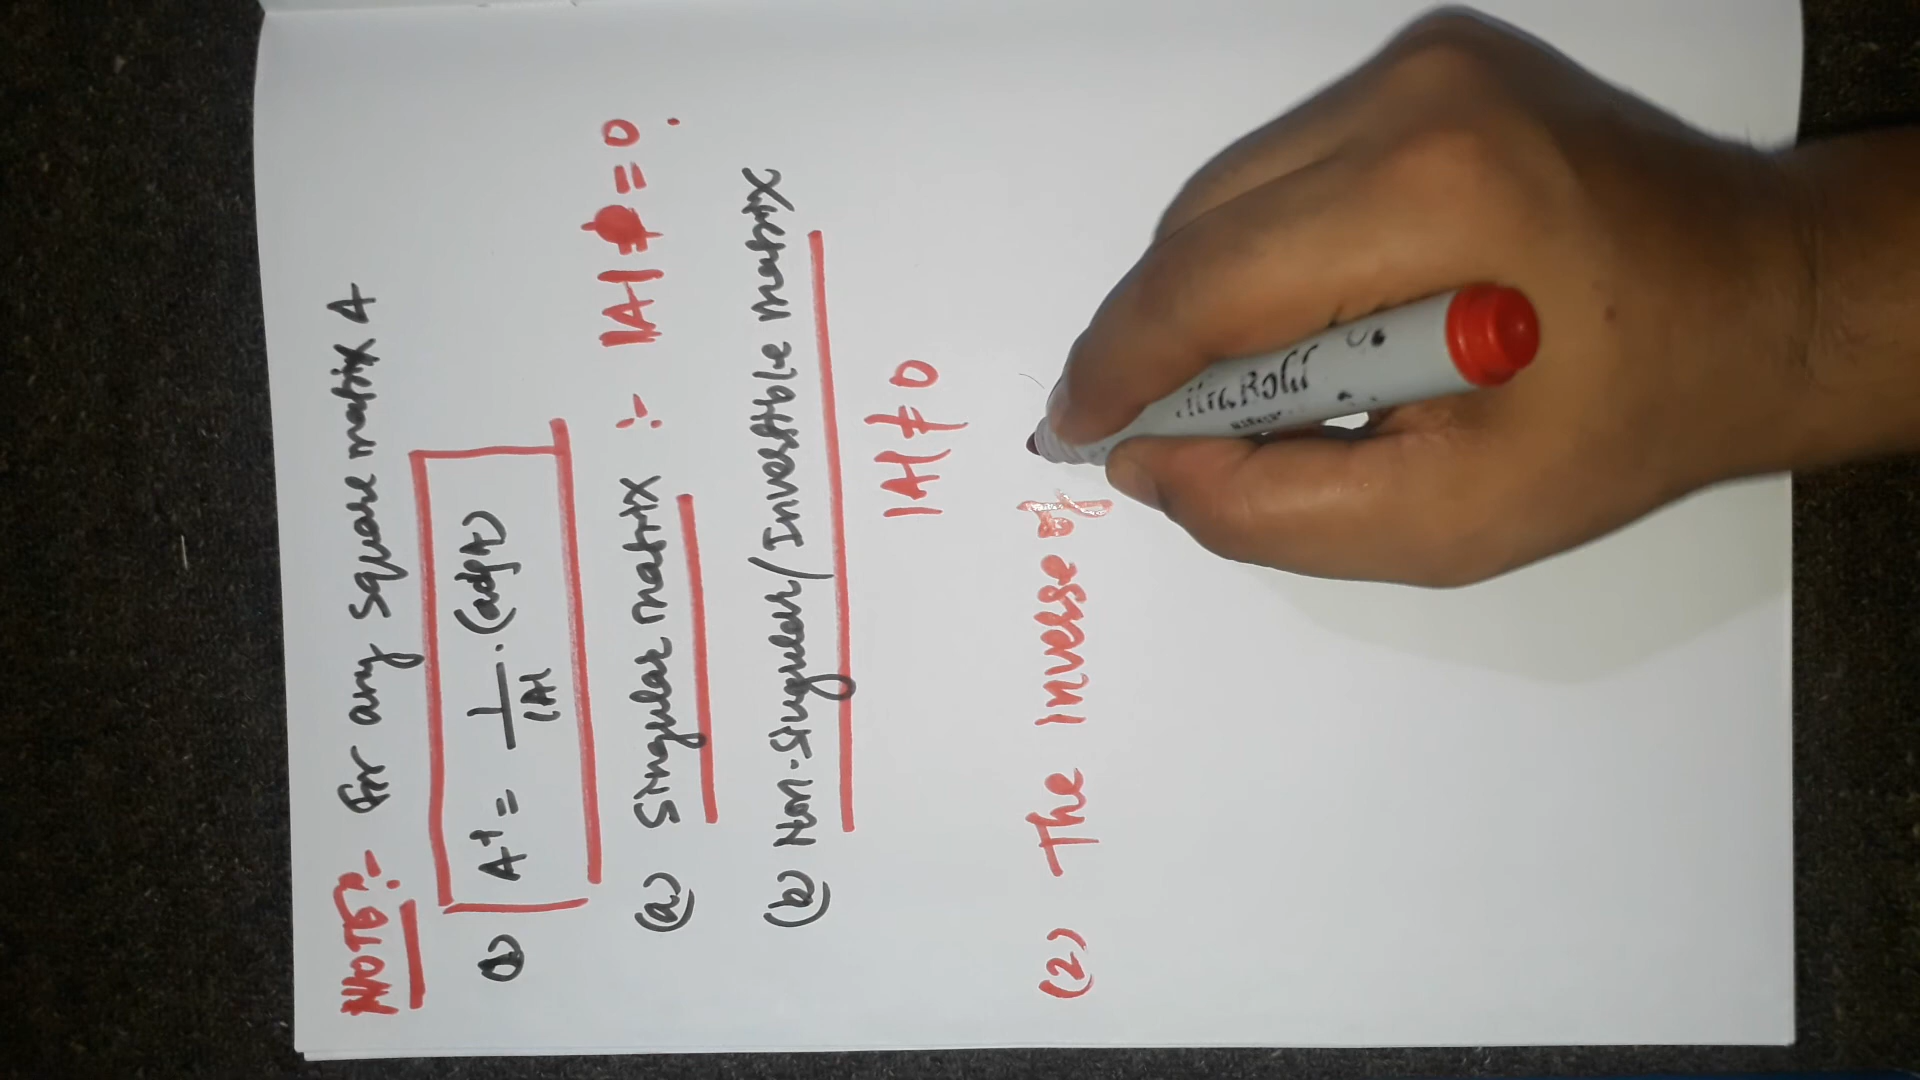 NOTE:- for any square matrix A
(1) A⁻¹ = 1/|A| · (adj A)
(a) Singular matrix :- |A| = 0.
(b) Non-Singular/Invertible matrix
|A| ≠ 0
(2) The inverse of